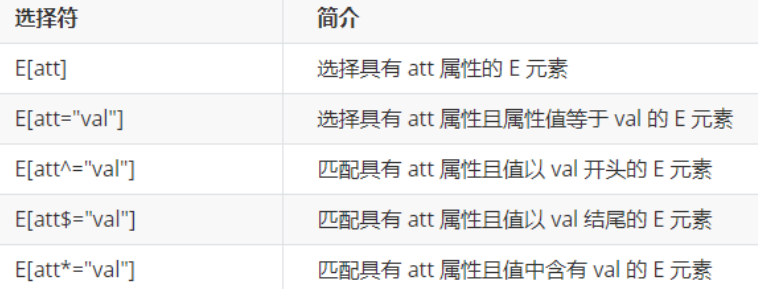 选择符 简介
E[att] 选择具有 att 属性的 E 元素
E[att="val"] 选择具有 att 属性且属性值等于 val 的 E 元素
E[att^="val"] 匹配具有 att 属性且值以 val 开头的 E 元素
E[att$="val"] 匹配具有 att 属性且值以 val 结尾的 E 元素
E[att*="val"] 匹配具有 att 属性且值中含有 val 的 E 元素